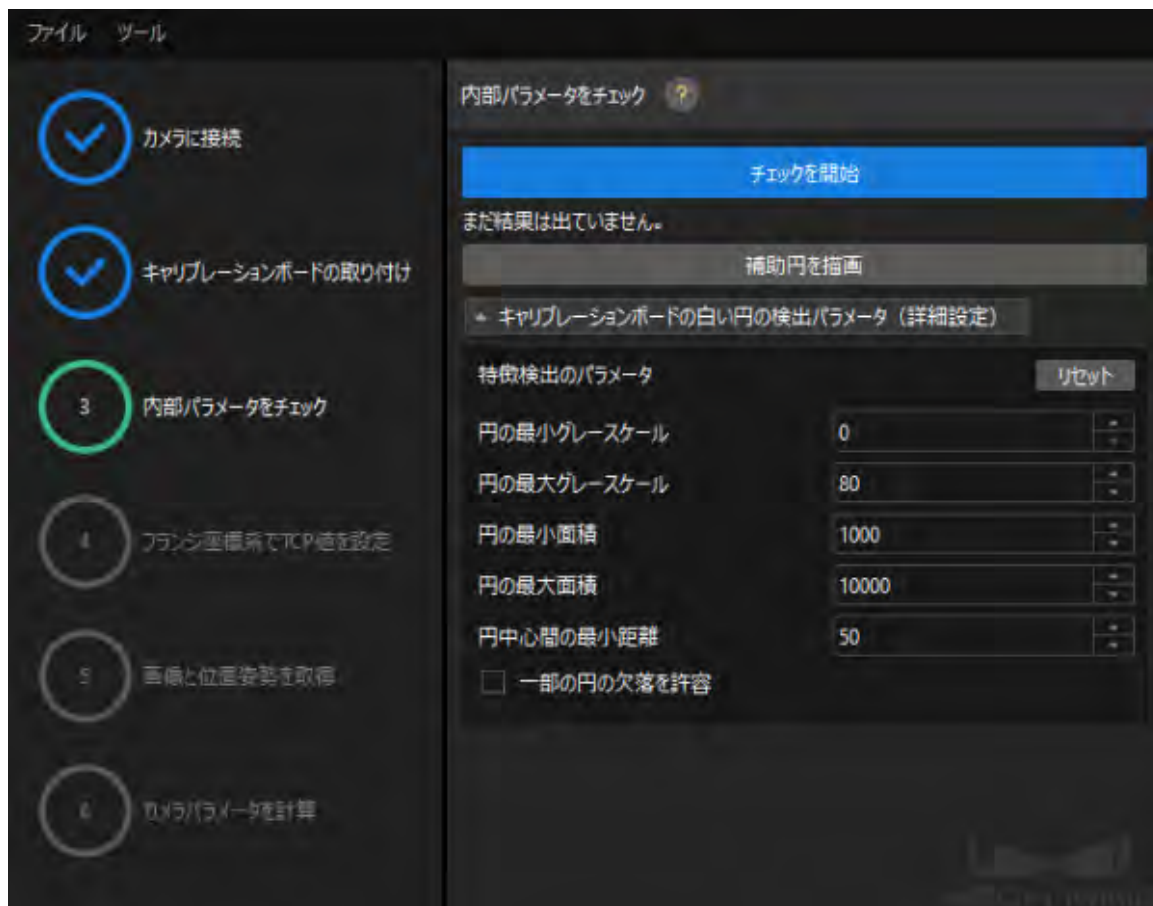 ファイル ツール
カメラに接続
キャリブレーションボードの取り付け
3 内部パラメータをチェック
4 フランジ座標系でTCP値を設定
5 画像と位置姿勢を取得
6 カメラパラメータを計算
内部パラメータをチェック ?
チェックを開始
まだ結果は出ていません。
補助円を描画
キャリブレーションボードの白い円の検出パラメータ（詳細設定）
特徴検出のパラメータ リセット
円の最小グレースケール 0
円の最大グレースケール 80
円の最小面積 1000
円の最大面積 10000
円中心間の最小距離 50
一部の円の欠落を許容